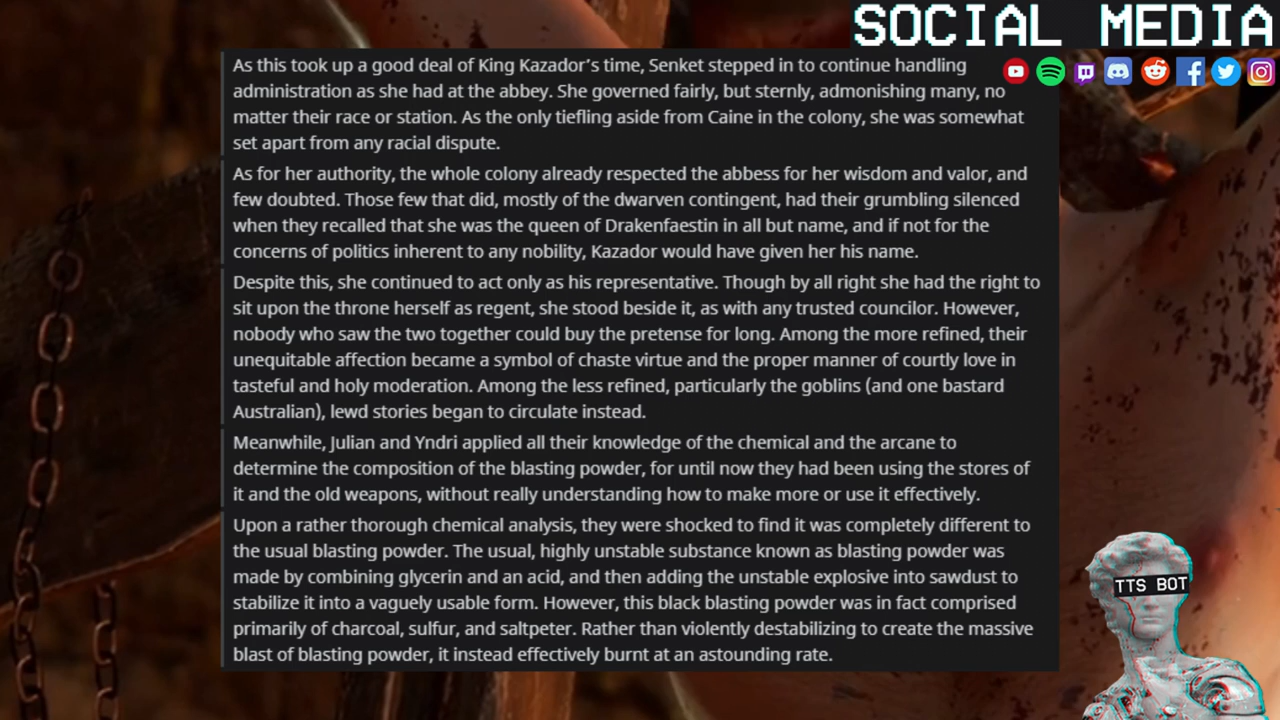 SOCIAL MEDIA
As this took up a good deal of King Kazador’s time, Senket stepped in to continue handling
administration as she had at the abbey. She governed fairly, but sternly, admonishing many, no
matter their race or station. As the only tiefling aside from Caine in the colony, she was somewhat
set apart from any racial dispute.
As for her authority, the whole colony already respected the abbess for her wisdom and valor, and
few doubted. Those few that did, mostly of the dwarven contingent, had their grumbling silenced
when they recalled that she was the queen of Drakenfaestin in all but name, and if not for the
concerns of politics inherent to any nobility, Kazador would have given her his name.
Despite this, she continued to act only as his representative. Though by all right she had the right to
sit upon the throne herself as regent, she stood beside it, as with any trusted councilor. However,
nobody who saw the two together could buy the pretense for long. Among the more refined, their
unequitable affection became a symbol of chaste virtue and the proper manner of courtly love in
tasteful and holy moderation. Among the less refined, particularly the goblins (and one bastard
Australian), lewd stories began to circulate instead.
Meanwhile, Julian and Yndri applied all their knowledge of the chemical and the arcane to
determine the composition of the blasting powder, for until now they had been using the stores of
it and the old weapons, without really understanding how to make more or use it effectively.
Upon a rather thorough chemical analysis, they were shocked to find it was completely different to
the usual blasting powder. The usual, highly unstable substance known as blasting powder was
made by combining glycerin and an acid, and then adding the unstable explosive into sawdust to
stabilize it into a vaguely usable form. However, this black blasting powder was in fact comprised
primarily of charcoal, sulfur, and saltpeter. Rather than violently destabilizing to create the massive
blast of blasting powder, it instead effectively burnt at an astounding rate.
TTS BOT